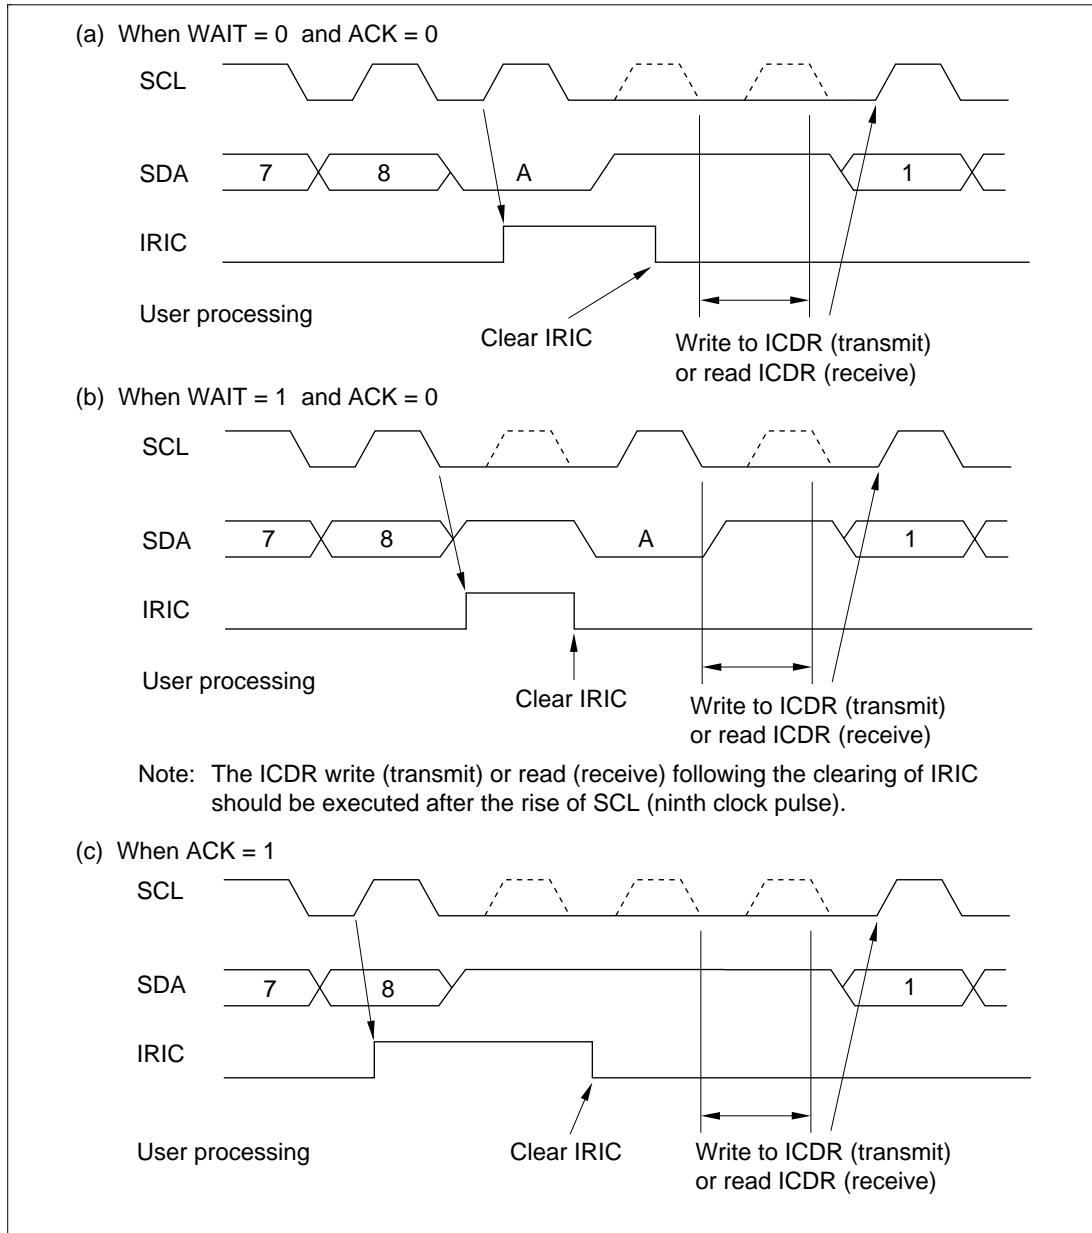 (a) When WAIT = 0 and ACK = 0
SCL
SDA
7 8 A 1
IRIC
User processing
Clear IRIC
Write to ICDR (transmit)
or read ICDR (receive)
(b) When WAIT = 1 and ACK = 0
SCL
SDA
7 8 A 1
IRIC
User processing
Clear IRIC
Write to ICDR (transmit)
or read ICDR (receive)
Note: The ICDR write (transmit) or read (receive) following the clearing of IRIC
should be executed after the rise of SCL (ninth clock pulse).
(c) When ACK = 1
SCL
SDA
7 8 1
IRIC
User processing
Clear IRIC
Write to ICDR (transmit)
or read ICDR (receive)